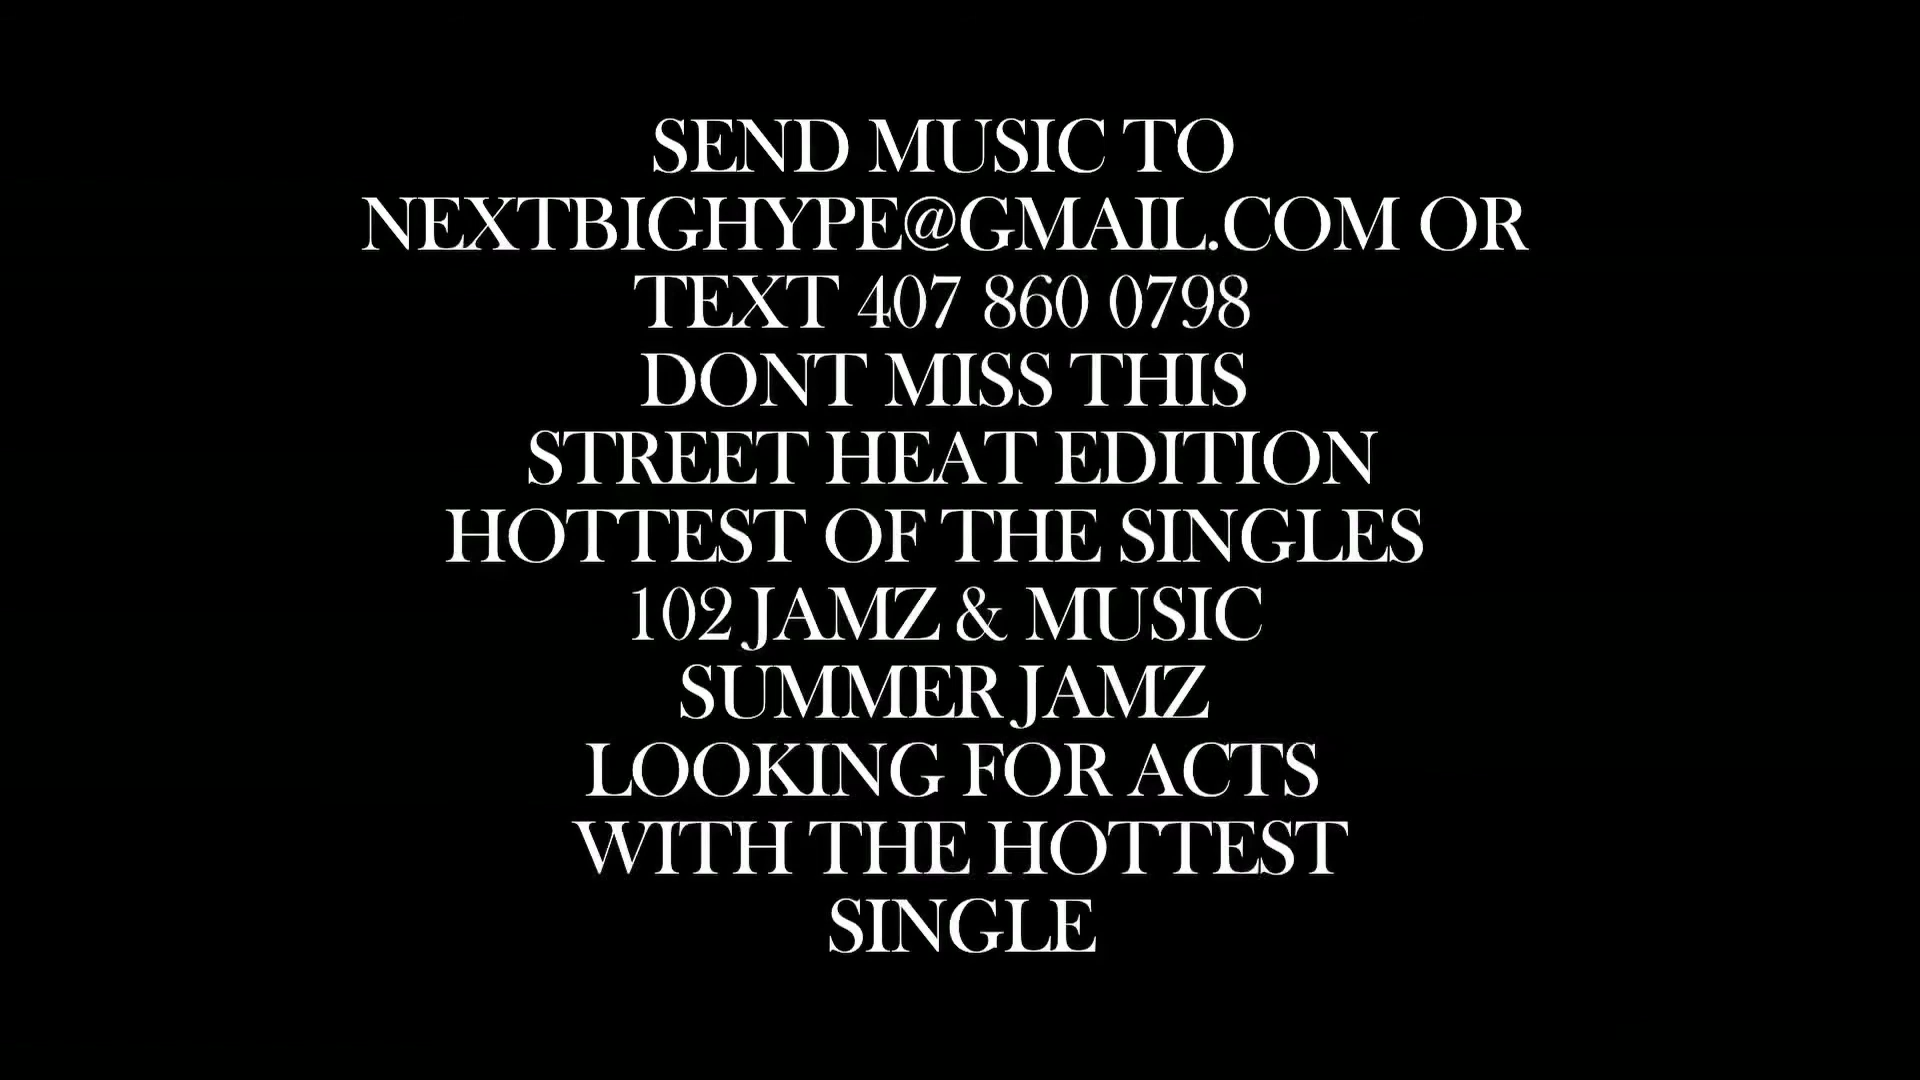 SEND MUSIC TO
NEXTBIGHYPE@GMAIL.COM OR
TEXT 407 860 0798
DONT MISS THIS
STREET HEAT EDITION
HOTTEST OF THE SINGLES
102 JAMZ & MUSIC
SUMMER JAMZ
LOOKING FOR ACTS
WITH THE HOTTEST
SINGLE